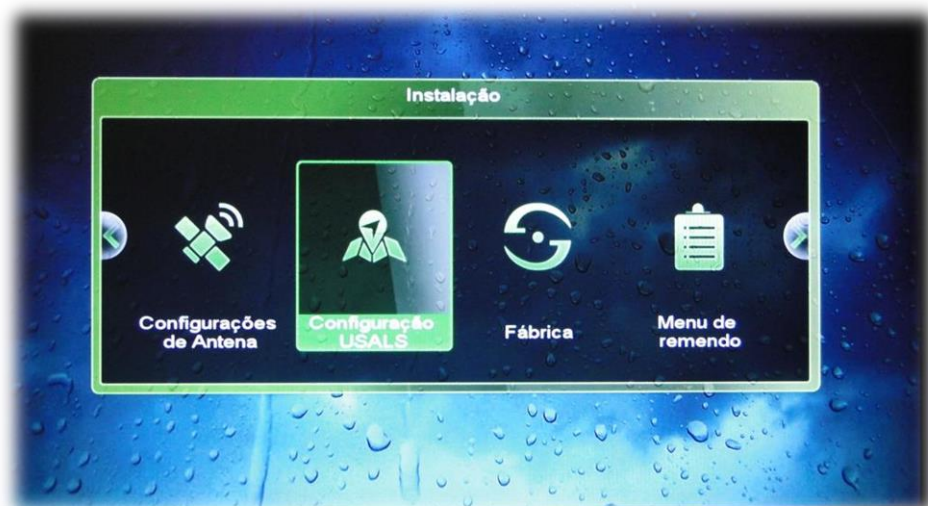 Instalação
Configurações
de Antena
Configuração
USALS
Fábrica
Menu de
remendo